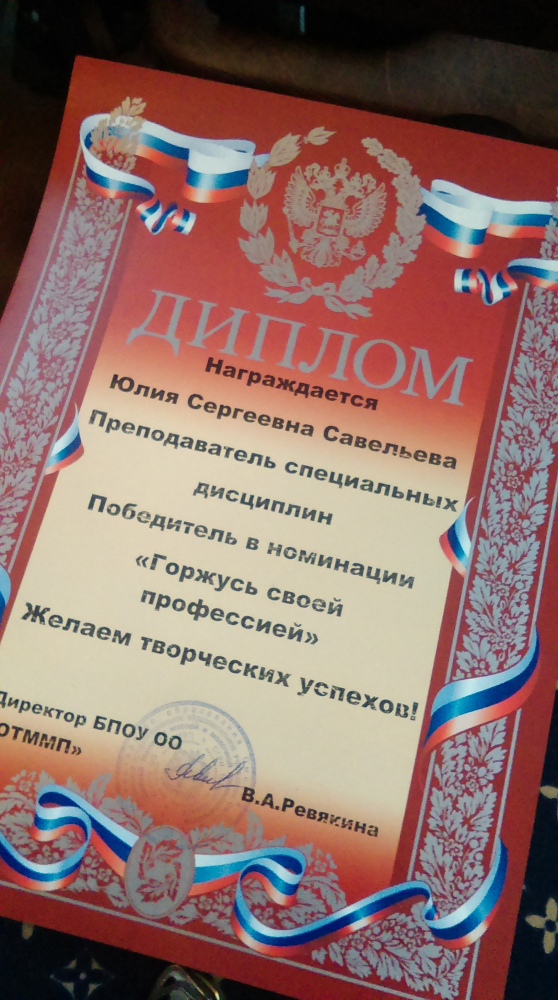 ДИПЛОМ
Награждается
Юлия Сергеевна Савельева
Преподаватель специальных
дисциплин
Победитель в номинации
«Горжусь своей
профессией»
Желаем творческих успехов!
Директор БПОУ ОО
ОТММП»
В.А.Ревякина